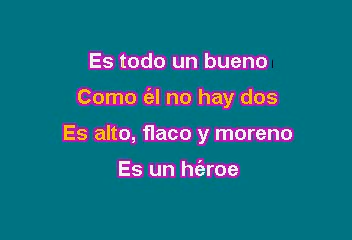 Es todo un bueno
Como él no hay dos
Es alto, flaco y moreno
Es un héroe